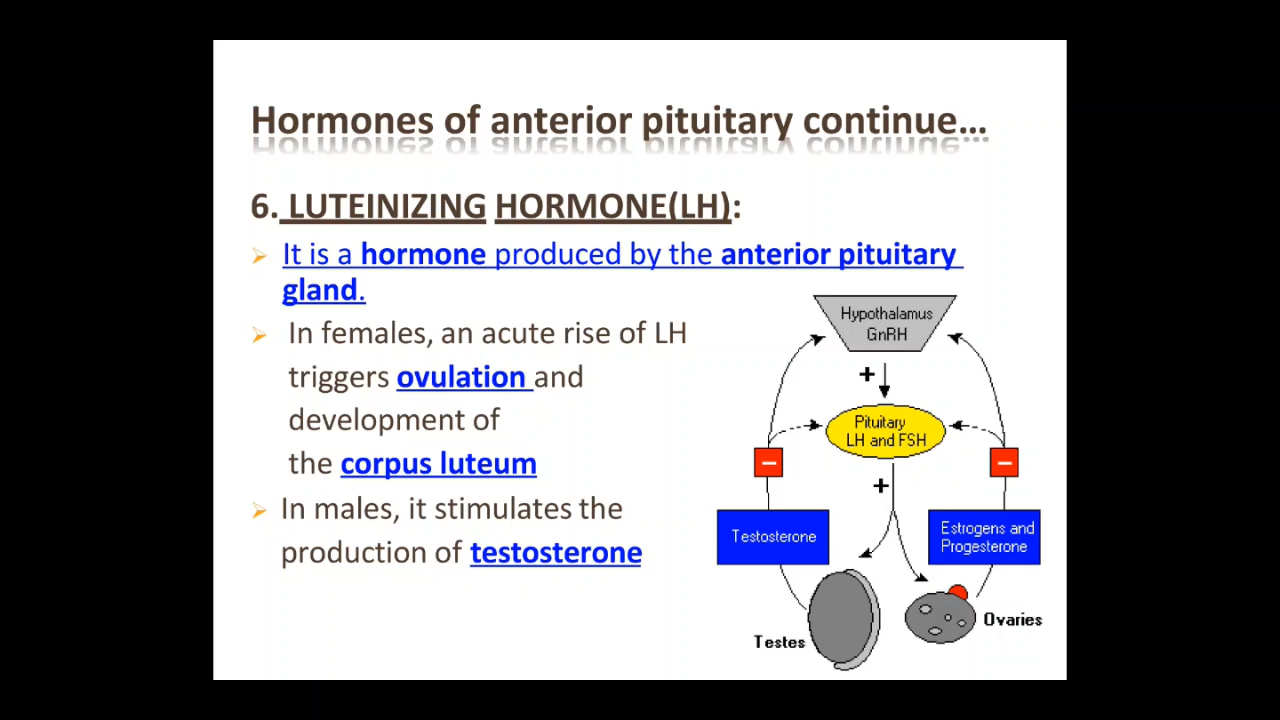 Hormones of anterior pituitary continue...
6. LUTEINIZING HORMONE(LH):
➢ It is a hormone produced by the anterior pituitary
gland.
➢ In females, an acute rise of LH
triggers ovulation and
development of
the corpus luteum
➢ In males, it stimulates the
production of testosterone
Hypothalamus
GnRH
+
Pituitary
LH and FSH
− −
+
Testosterone
Estrogens and
Progesterone
Ovaries
Testes